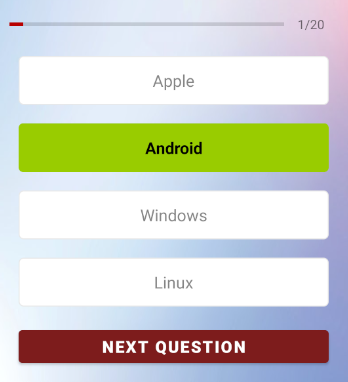 1/20
Apple
Android
Windows
Linux
NEXT QUESTION